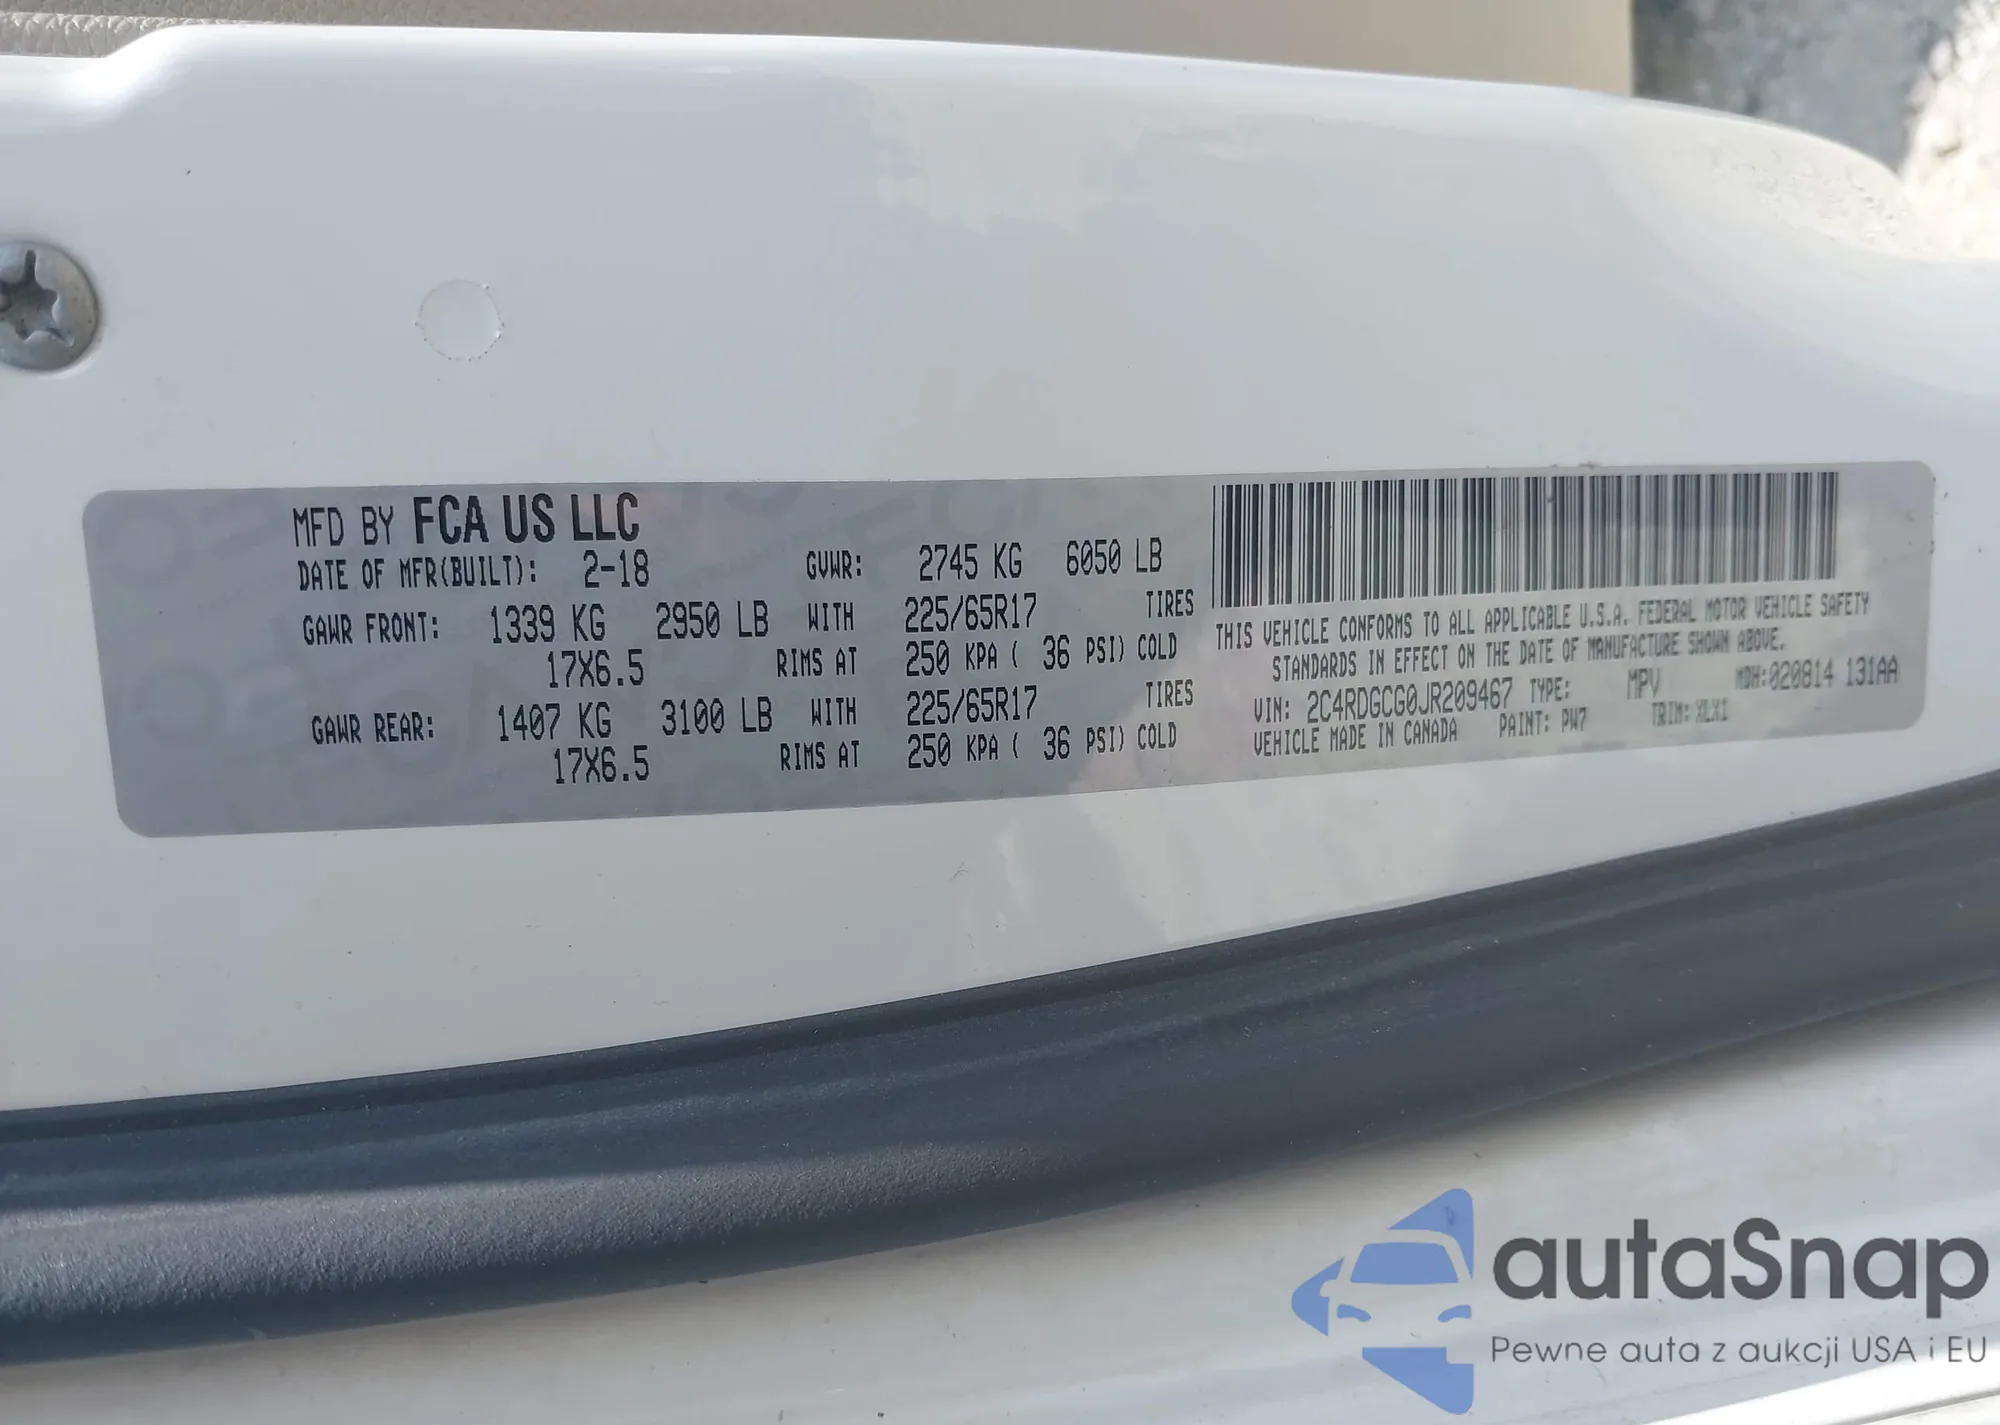 MFD BY FCA US LLC
DATE OF MFR(BUILT): 2-18 GVWR: 2745 KG 6050 LB
GAWR FRONT: 1339 KG 2950 LB WITH 225/65R17 TIRES
17X6.5 RIMS AT 250 KPA ( 36 PSI) COLD
GAWR REAR: 1407 KG 3100 LB WITH 225/65R17 TIRES
17X6.5 RIMS AT 250 KPA ( 36 PSI) COLD
THIS VEHICLE CONFORMS TO ALL APPLICABLE U.S.A. FEDERAL MOTOR VEHICLE SAFETY
STANDARDS IN EFFECT ON THE DATE OF MANUFACTURE SHOWN ABOVE.
VIN: 2C4RDGCG0JR209467 TYPE: MPV MDH:020814 131AA
VEHICLE MADE IN CANADA PAINT: PW7 TRIM: XLX1
autaSnap
Pewne auta z aukcji USA i EU